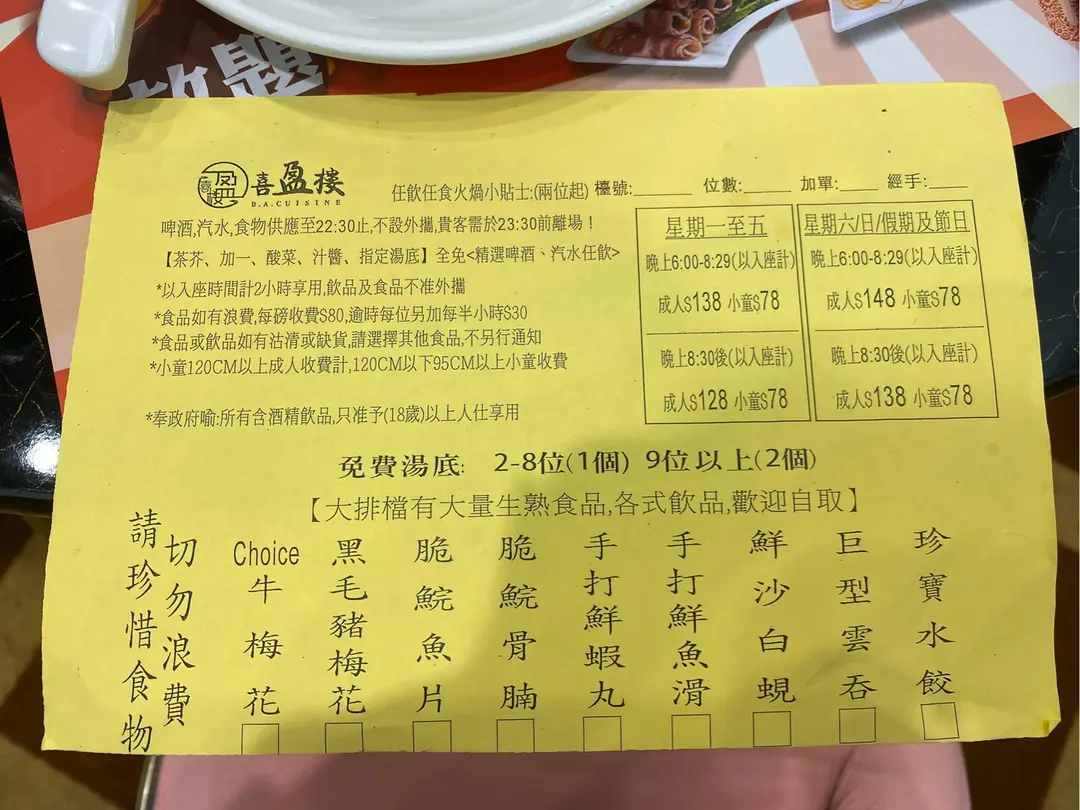 放題
喜盈樓
B.A.CUISINE
任飲任食火煱小貼士:(兩位起) 檯號:______ 位數:_____ 加單:____ 經手:____
啤酒,汽水,食物供應至22:30止,不設外攜,貴客需於23:30前離場！
【茶芥、加一、酸菜、汁醬、指定湯底】全免<精選啤酒、汽水任飲>
*以入座時間計2小時享用,飲品及食品不准外攜
*食品如有浪費,每磅收費$80,逾時每位另加每半小時$30
*食品或飲品如有沽清或缺貨,請選擇其他食品,不另行通知
*小童120CM以上成人收費計,120CM以下95CM以上小童收費
*奉政府喻:所有含酒精飲品,只准予(18歲)以上人仕享用
星期一至五
晚上6:00-8:29(以入座計)
成人$138 小童$78
晚上8:30後(以入座計)
成人$128 小童$78
星期六/日/假期及節日
晚上6:00-8:29(以入座計)
成人$148 小童$78
晚上8:30後(以入座計)
成人$138 小童$78
免費湯底: 2-8位(1個) 9位以上(2個)
【大排檔有大量生熟食品,各式飲品,歡迎自取】
請珍惜食物
切勿浪費
Choice牛梅花
黑毛豬梅花
脆鯇魚片
脆鯇骨腩
手打鮮蝦丸
手打鮮魚滑
鮮沙白蜆
巨型雲吞
珍寶水餃